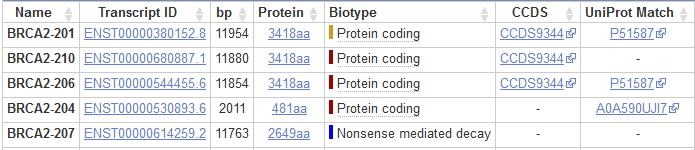 Name Transcript ID bp Protein Biotype CCDS UniProt Match
BRCA2-201 ENST00000380152.8 11954 3418aa Protein coding CCDS9344 P51587
BRCA2-210 ENST00000680887.1 11880 3418aa Protein coding CCDS9344 -
BRCA2-206 ENST00000544455.6 11854 3418aa Protein coding CCDS9344 P51587
BRCA2-204 ENST00000530893.6 2011 481aa Protein coding - A0A590UJI7
BRCA2-207 ENST00000614259.2 11763 2649aa Nonsense mediated decay - -